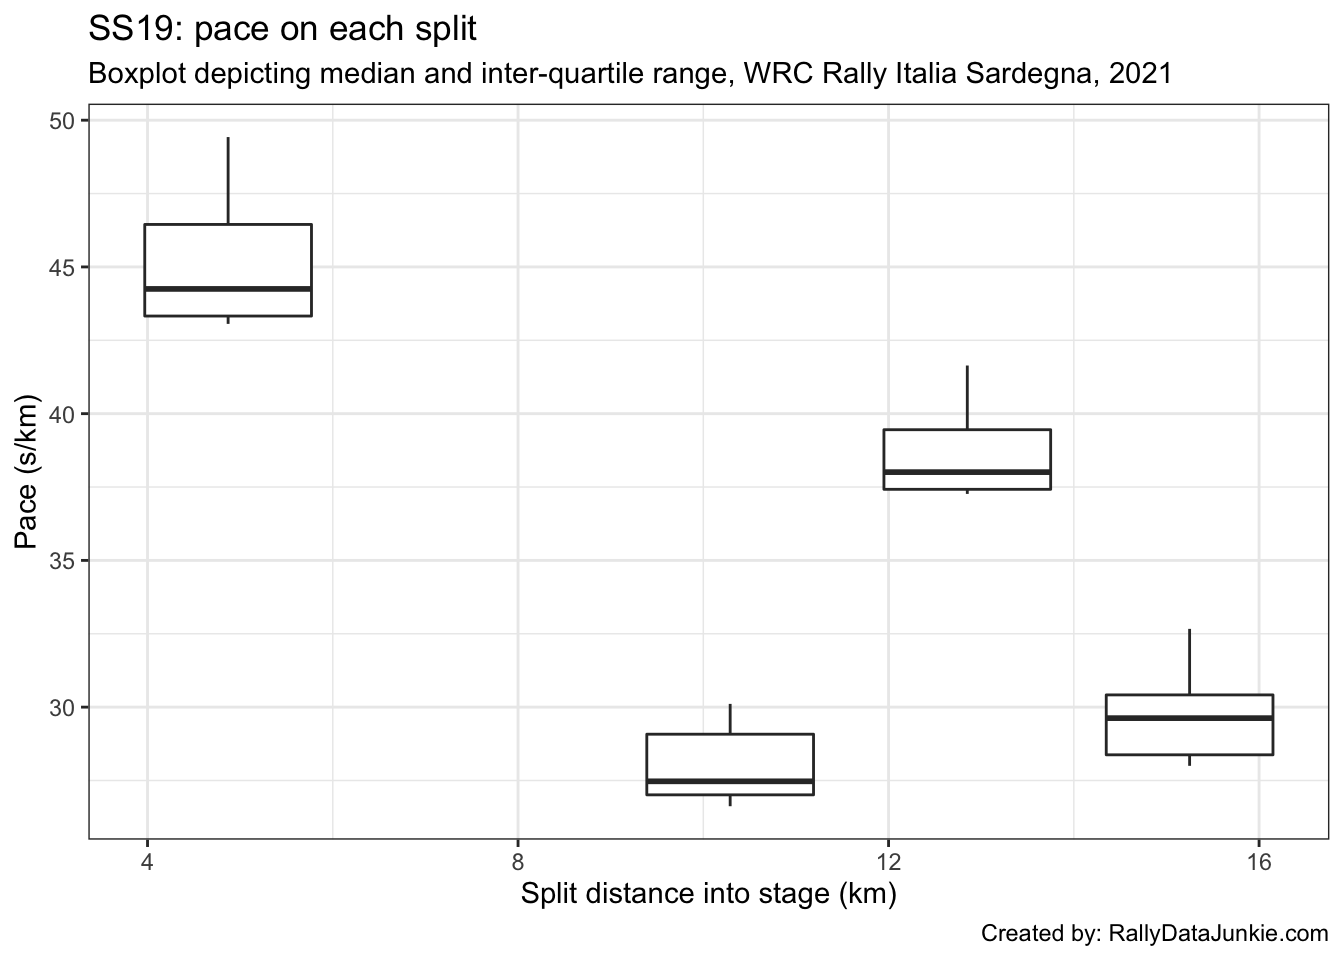 SS19: pace on each split
Boxplot depicting median and inter-quartile range, WRC Rally Italia Sardegna, 2021
50
45
40
35
30
Pace (s/km)
4 8 12 16
Split distance into stage (km)
Created by: RallyDataJunkie.com